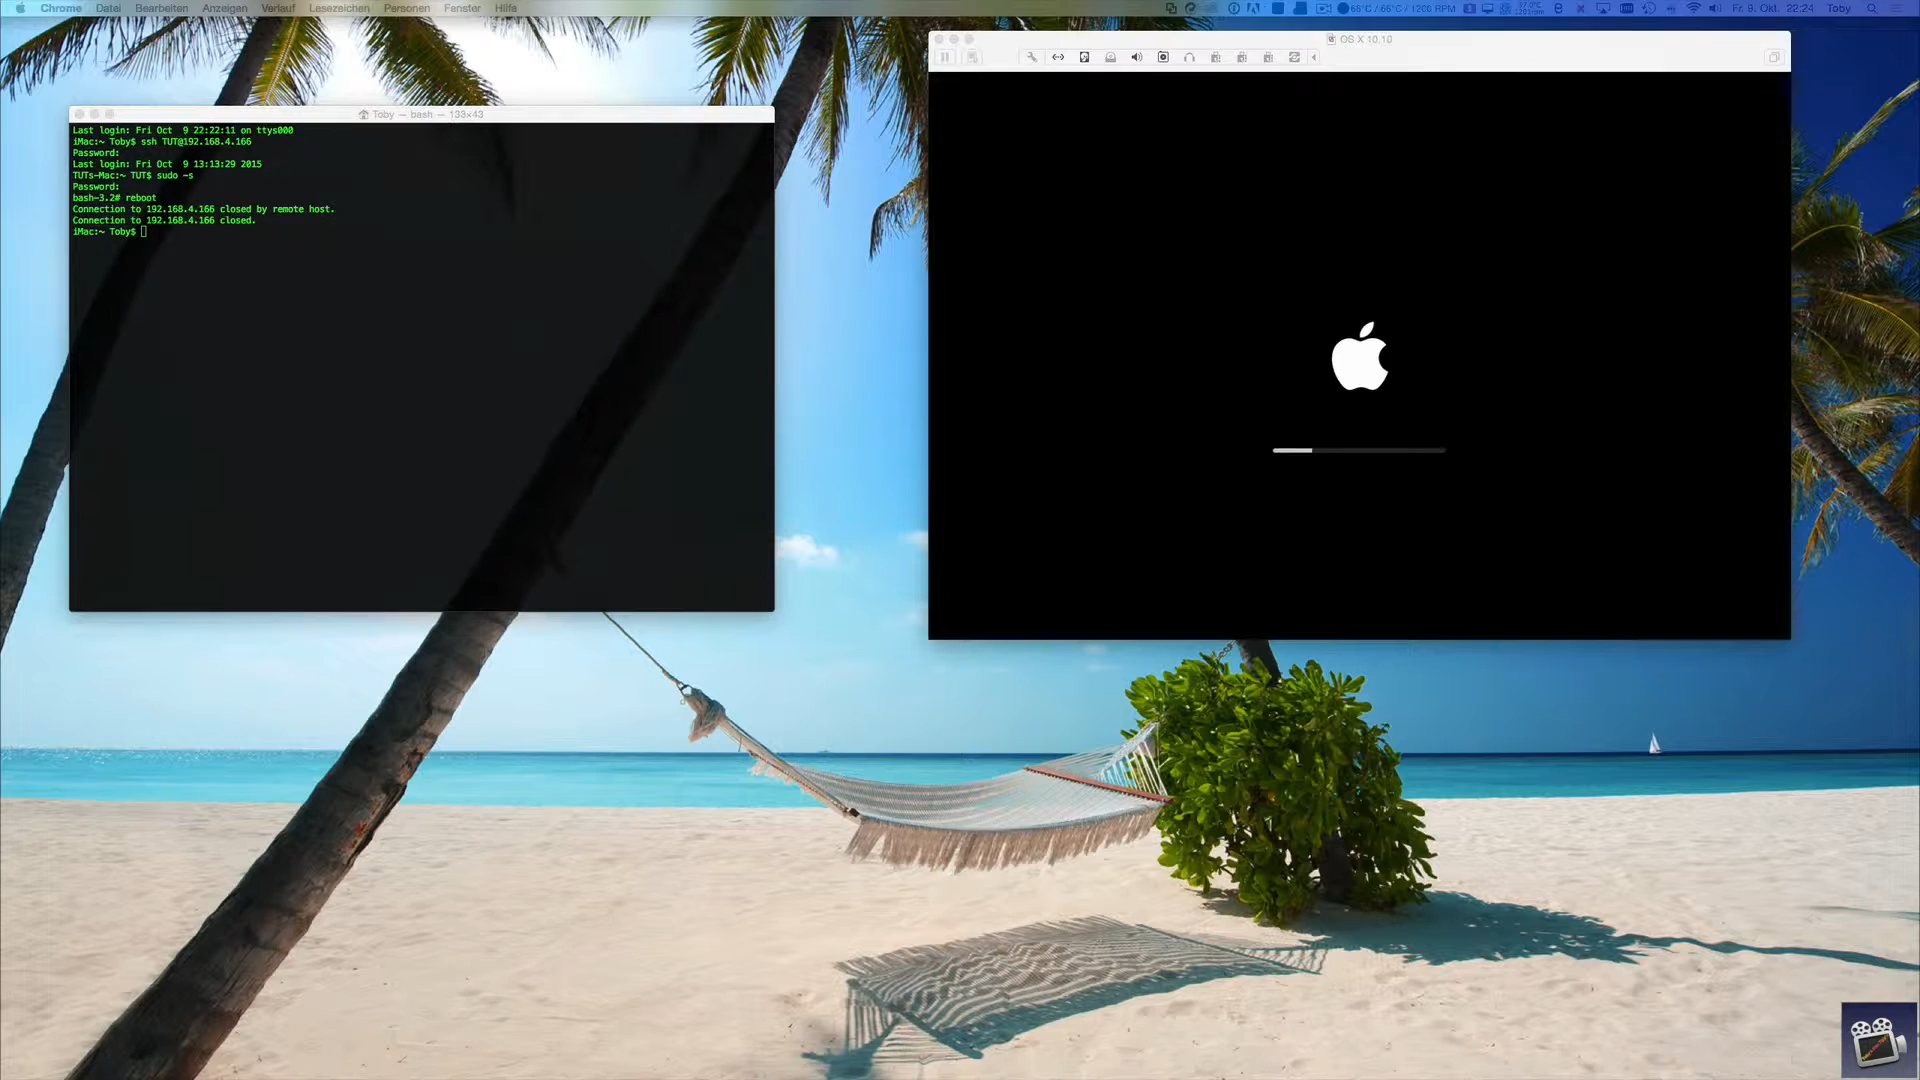 Chrome Datei Bearbeiten Anzeigen Verlauf Lesezeichen Personen Fenster Hilfe
66°C / 66°C / 1200 RPM
Fr. 9. Okt. 22:24 Toby
OS X 10.10
Toby — bash — 133×43
Last login: Fri Oct  9 22:22:11 on ttys000
iMac:~ Toby$ ssh TUT@192.168.4.166
Password:
Last login: Fri Oct  9 13:13:29 2015
TUTs-Mac:~ TUT$ sudo -s
Password:
bash-3.2# reboot
Connection to 192.168.4.166 closed by remote host.
Connection to 192.168.4.166 closed.
iMac:~ Toby$